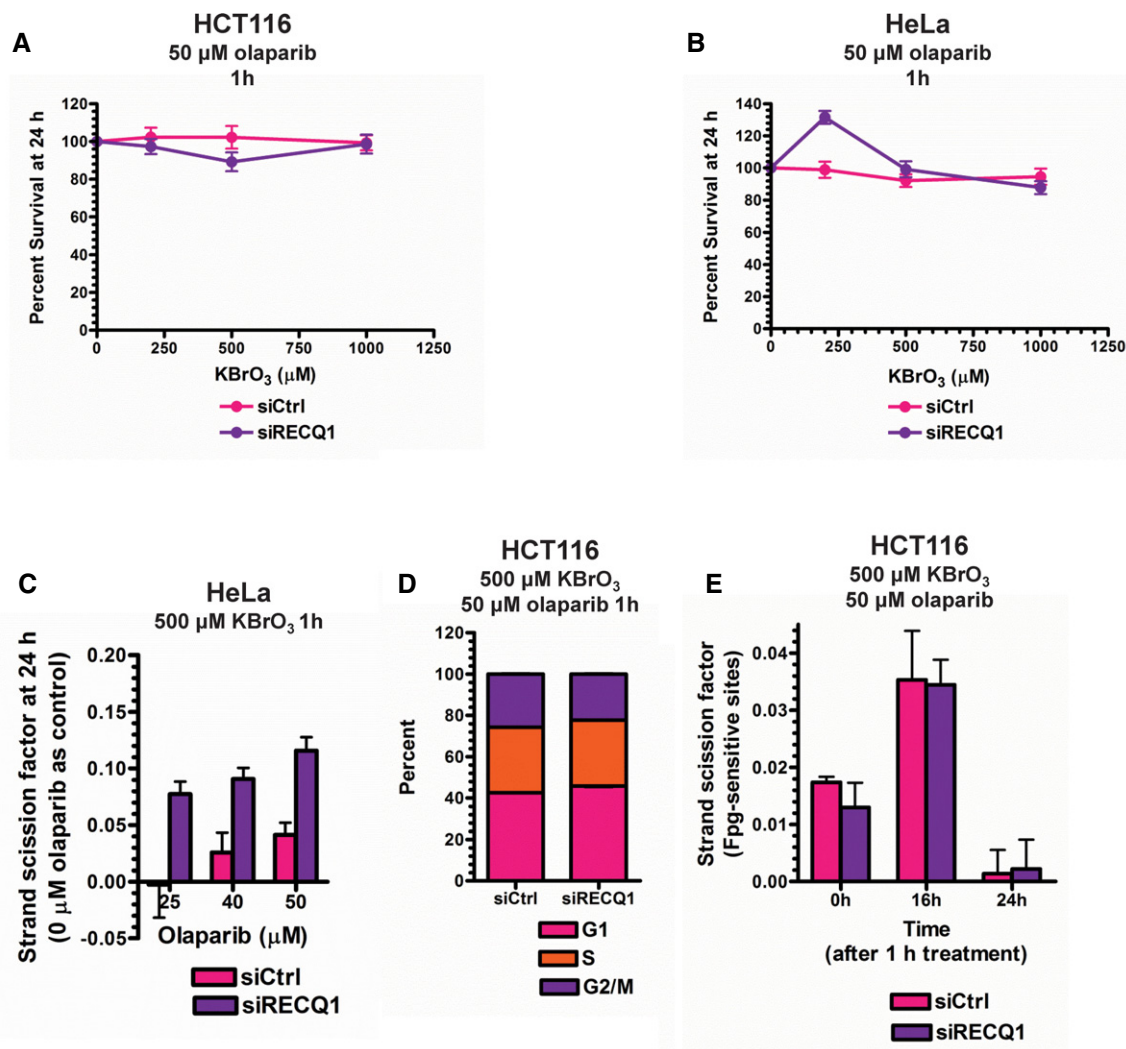 A
HCT116
50 µM olaparib
1h
Percent Survival at 24 h
120
100
80
60
40
20
0
0 250 500 750 1000 1250
KBrO₃ (µM)
siCtrl
siRECQ1
B
HeLa
50 µM olaparib
1h
Percent Survival at 24 h
140
120
100
80
60
40
20
0
0 250 500 750 1000 1250
KBrO₃ (µM)
siCtrl
siRECQ1
C
HeLa
500 µM KBrO₃ 1h
Strand scission factor at 24 h
(0 µM olaparib as control)
0.20
0.15
0.10
0.05
0.00
-0.05
25 40 50
Olaparib (µM)
siCtrl
siRECQ1
D
HCT116
500 µM KBrO₃
50 µM olaparib 1h
Percent
120
100
80
60
40
20
0
siCtrl siRECQ1
G1
S
G2/M
E
HCT116
500 µM KBrO₃
50 µM olaparib
Strand scission factor
(Fpg-sensitive sites)
0.04
0.03
0.02
0.01
0.00
0h 16h 24h
Time
(after 1 h treatment)
siCtrl
siRECQ1